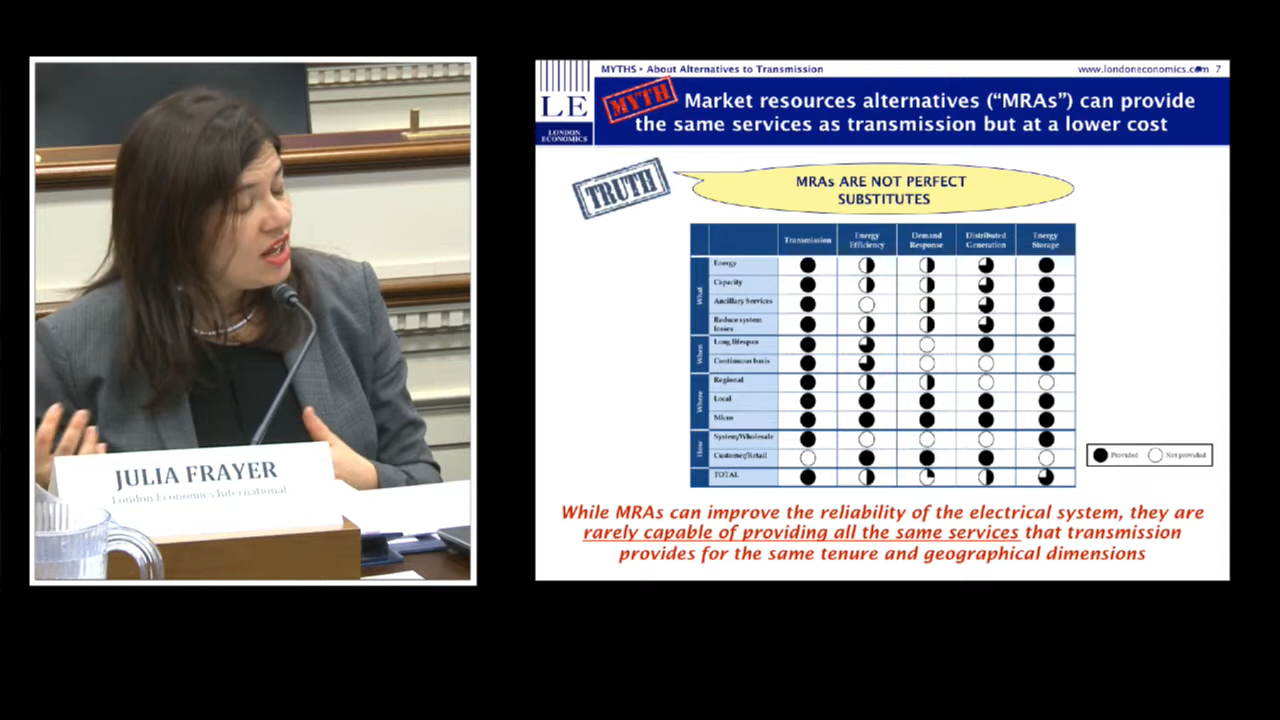 JULIA FRAYER
London Economics International
MYTHS • About Alternatives to Transmission
www.londoneconomics.com 7
LE
LONDON
ECONOMICS
MYTH
Market resources alternatives (“MRAs”) can provide
the same services as transmission but at a lower cost
TRUTH
MRAs ARE NOT PERFECT
SUBSTITUTES
Transmission
Energy
Efficiency
Demand
Response
Distributed
Generation
Energy
Storage
What
Energy
Capacity
Ancillary Services
Reduce system
losses
When
Long lifespan
Continuous basis
Where
Regional
Local
Micro
How
System/Wholesale
Customer/Retail
TOTAL
Provided
Not provided
While MRAs can improve the reliability of the electrical system, they are
rarely capable of providing all the same services that transmission
provides for the same tenure and geographical dimensions